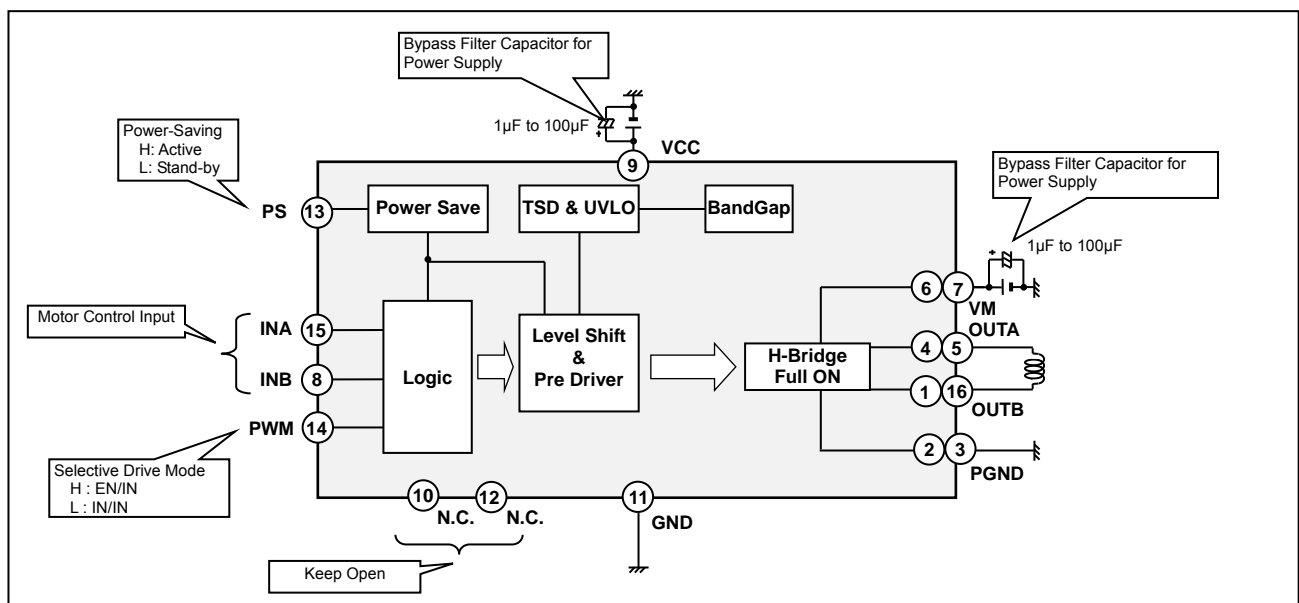 Bypass Filter Capacitor for
Power Supply
1µF to 100µF
VCC
9
Power-Saving
H: Active
L: Stand-by
Bypass Filter Capacitor for
Power Supply
1µF to 100µF
PS
13
Power Save
TSD & UVLO
BandGap
6
7
VM
Motor Control Input
INA
15
INB
8
PWM
14
Logic
Level Shift
&
Pre Driver
H-Bridge
Full ON
OUTA
4
5
1
16
OUTB
2
3
PGND
Selective Drive Mode
H : EN/IN
L : IN/IN
10
N.C.
12
N.C.
11
GND
Keep Open
+
+